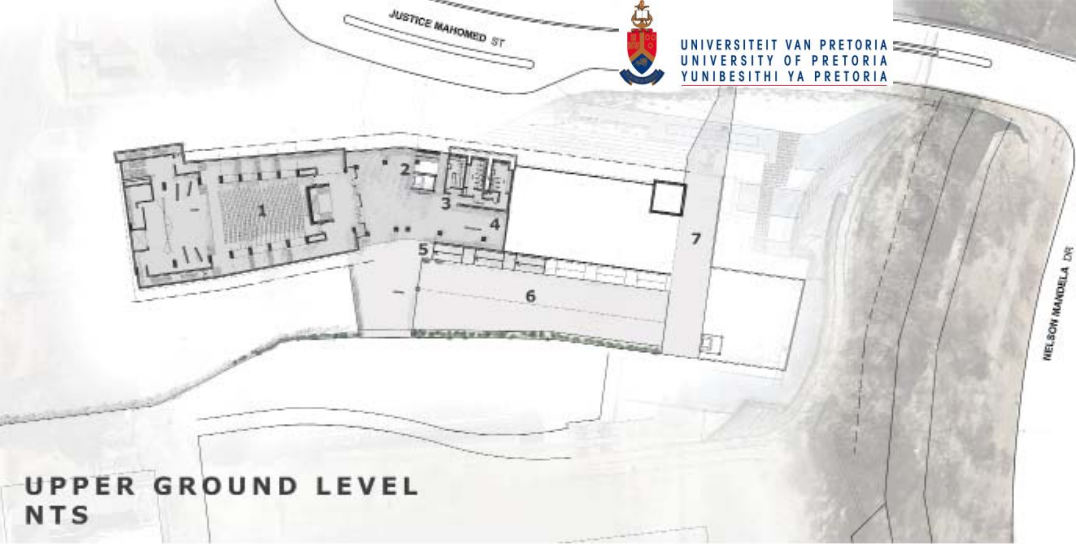 JUSTICE MAHOMED ST
UNIVERSITEIT VAN PRETORIA
UNIVERSITY OF PRETORIA
YUNIBESITHI YA PRETORIA
2
1
3
4
5
7
6
NELSON MANDELA DR
UPPER GROUND LEVEL
NTS